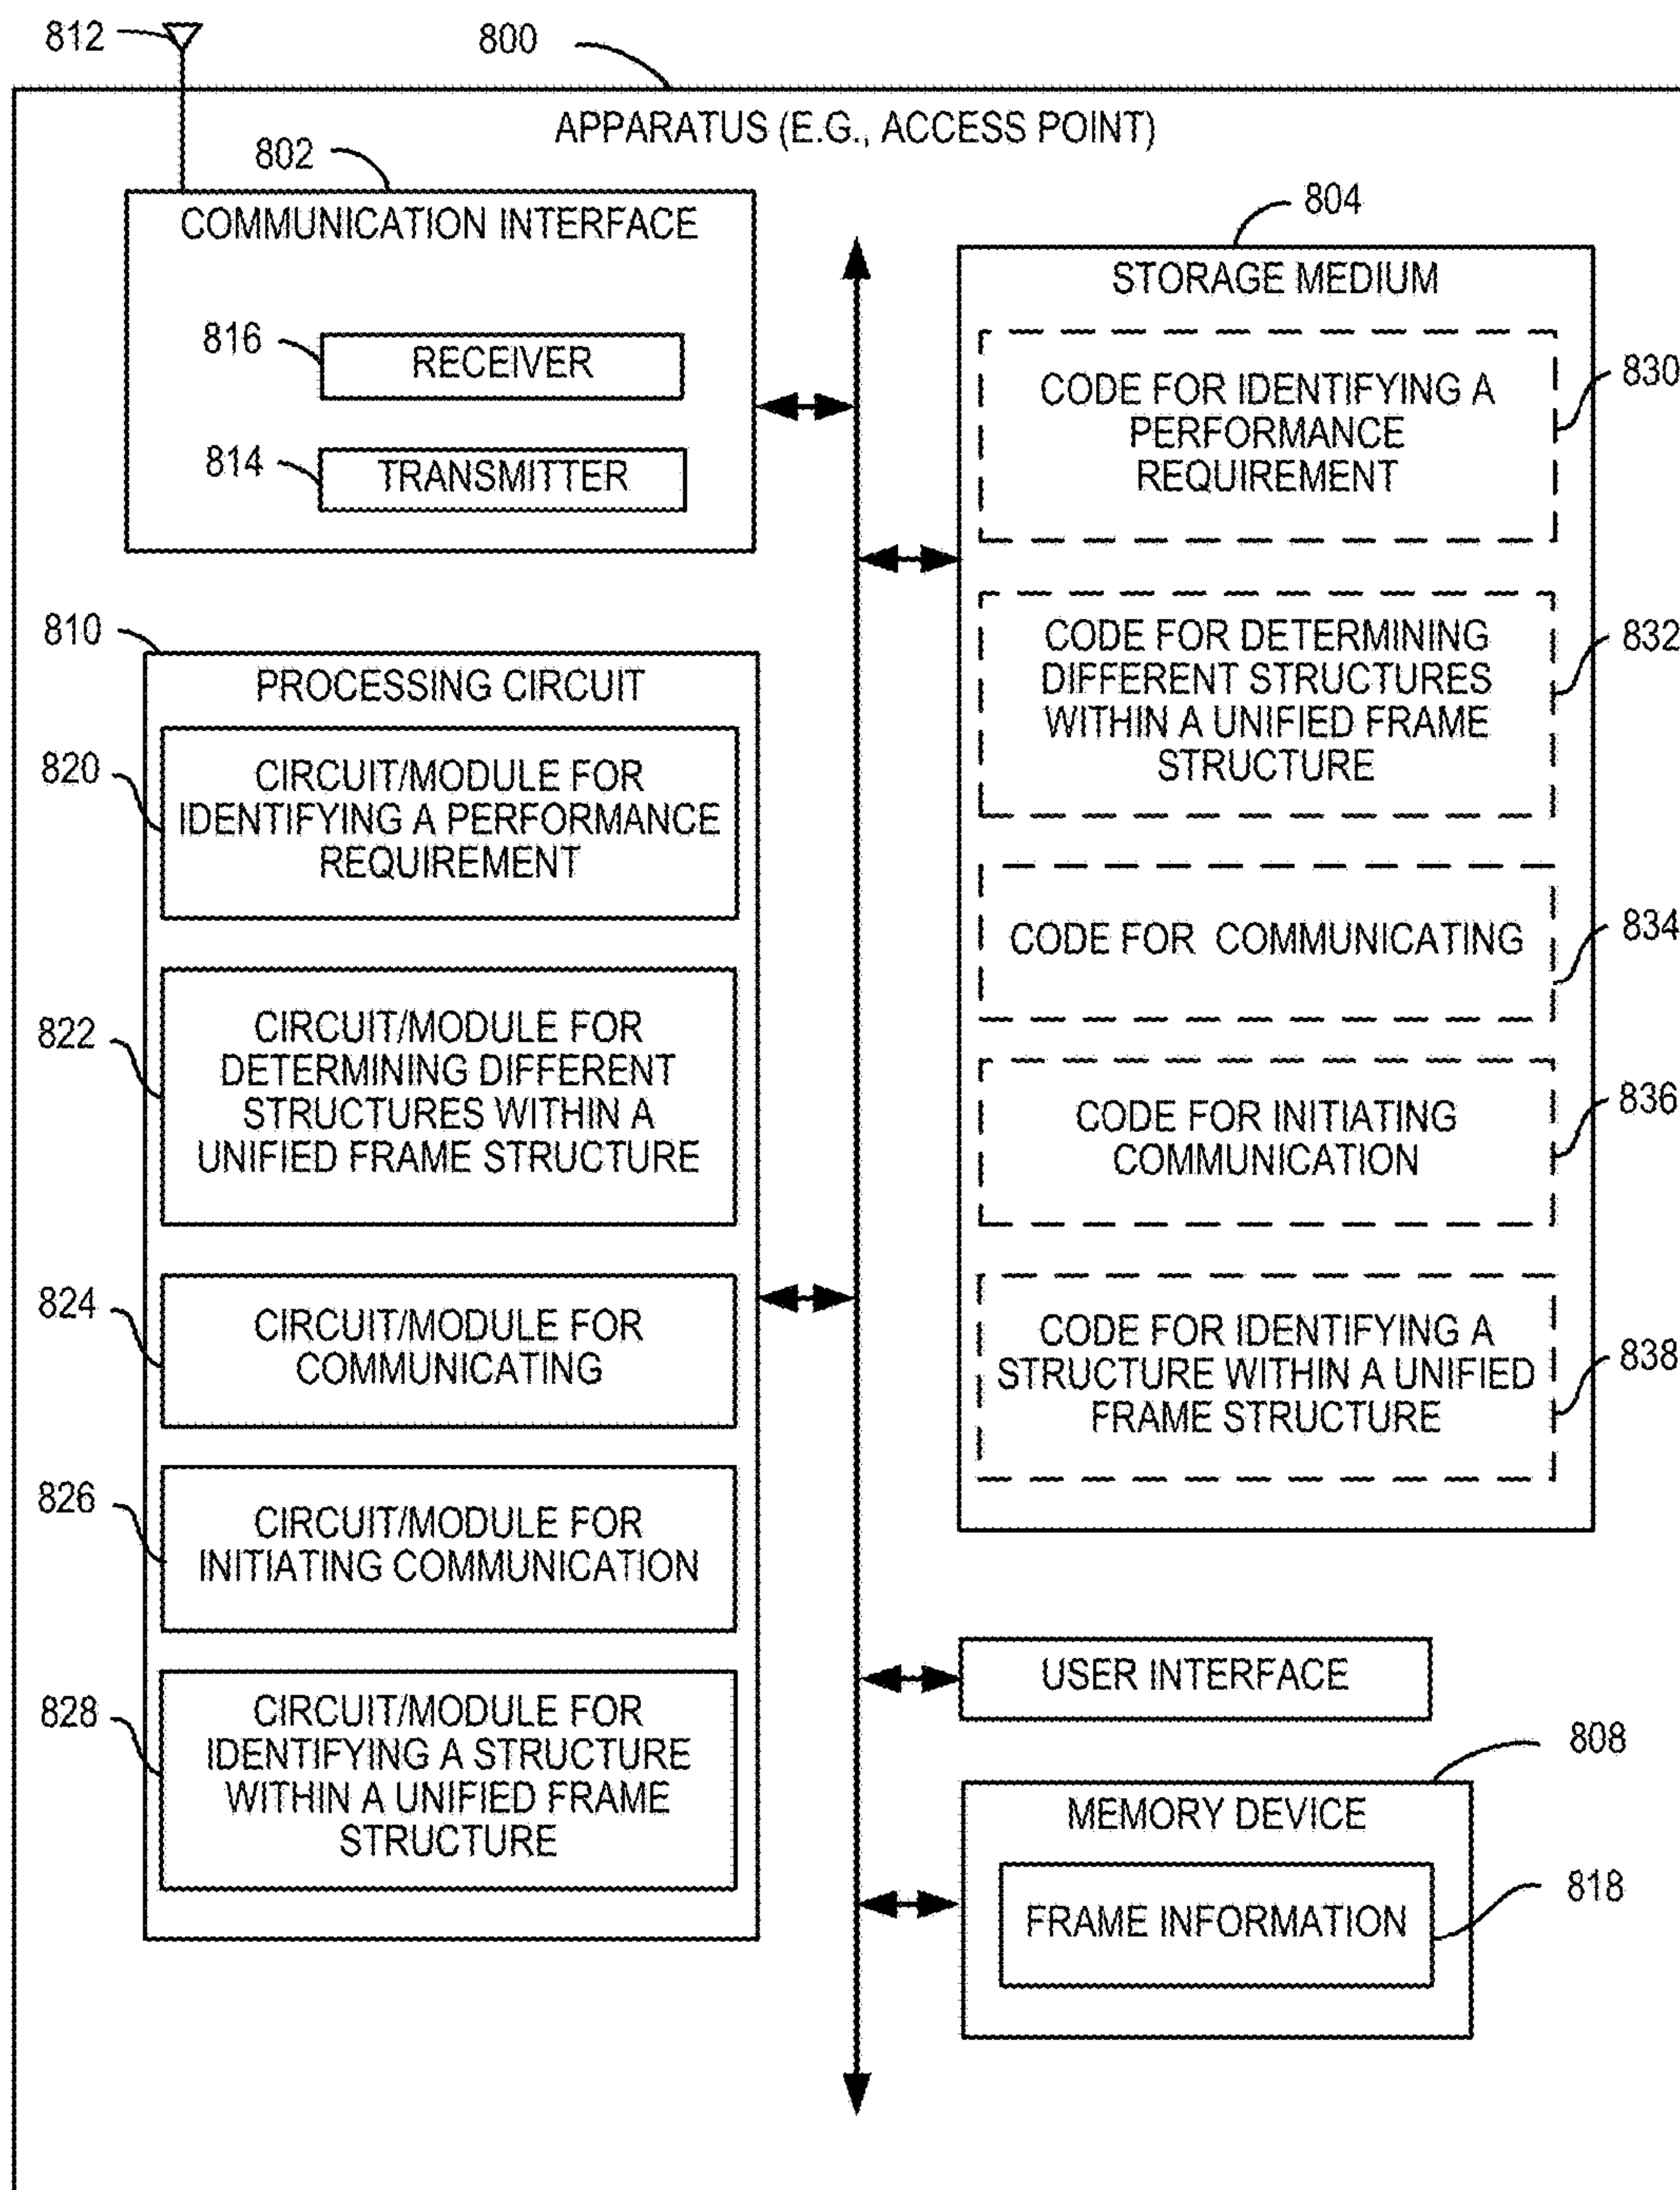 812
800
APPARATUS (E.G., ACCESS POINT)
802
COMMUNICATION INTERFACE
816
RECEIVER
814
TRANSMITTER
804
STORAGE MEDIUM
CODE FOR IDENTIFYING A
PERFORMANCE
REQUIREMENT
830
CODE FOR DETERMINING
DIFFERENT STRUCTURES
WITHIN A UNIFIED FRAME
STRUCTURE
832
CODE FOR COMMUNICATING
834
CODE FOR INITIATING
COMMUNICATION
836
CODE FOR IDENTIFYING A
STRUCTURE WITHIN A UNIFIED
FRAME STRUCTURE
838
810
PROCESSING CIRCUIT
820
CIRCUIT/MODULE FOR
IDENTIFYING A PERFORMANCE
REQUIREMENT
822
CIRCUIT/MODULE FOR
DETERMINING DIFFERENT
STRUCTURES WITHIN A
UNIFIED FRAME STRUCTURE
824
CIRCUIT/MODULE FOR
COMMUNICATING
826
CIRCUIT/MODULE FOR
INITIATING COMMUNICATION
828
CIRCUIT/MODULE FOR
IDENTIFYING A STRUCTURE
WITHIN A UNIFIED FRAME
STRUCTURE
USER INTERFACE
808
MEMORY DEVICE
818
FRAME INFORMATION